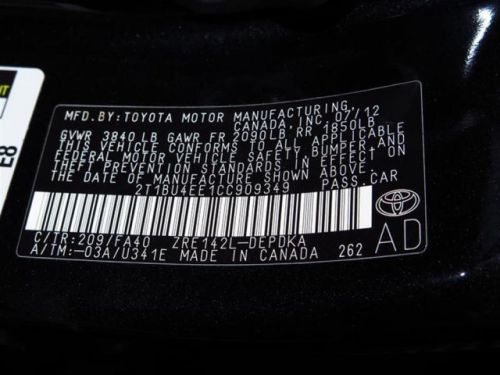 MFD.BY:TOYOTA MOTOR MANUFACTURING,
CANADA, INC. 07/12
GVWR 3840LB GAWR FR 2090LB RR 1850LB
THIS VEHICLE CONFORMS TO ALL APPLICABLE
FEDERAL MOTOR VEHICLE SAFETY, BUMPER, AND
THEFT PREVENTION STANDARDS IN EFFECT ON
THE DATE OF MANUFACTURE SHOWN ABOVE.
2T1BU4EE1CC909349 PASS.CAR
C/TR:209/FA40 ZRE142L-DEPDKA
A/TM:-03A/U341E MADE IN CANADA 262
AD